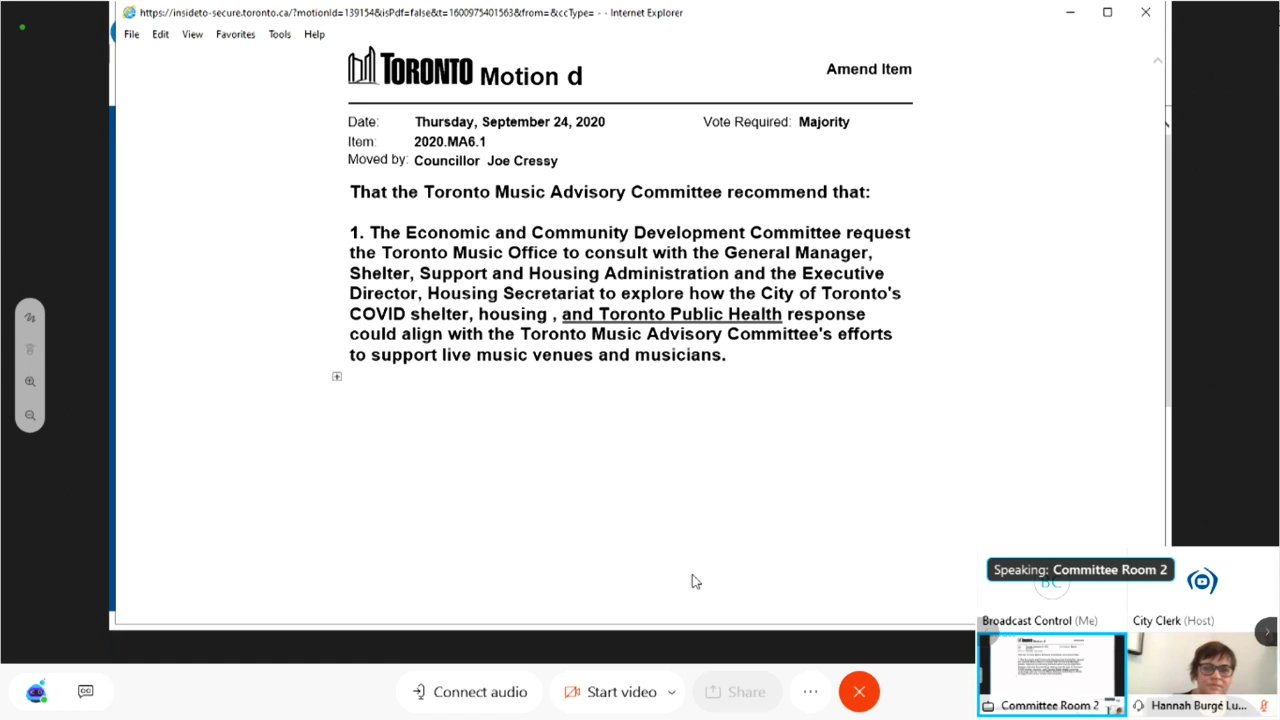 https://insideto-secure.toronto.ca/?motionId=139154&isPdf=false&t=1600975401563&from=&ccType= - - Internet Explorer
File Edit View Favorites Tools Help
TORONTO Motion d
Amend Item
Date: Thursday, September 24, 2020
Vote Required: Majority
Item: 2020.MA6.1
Moved by: Councillor Joe Cressy
That the Toronto Music Advisory Committee recommend that:
1. The Economic and Community Development Committee request
the Toronto Music Office to consult with the General Manager,
Shelter, Support and Housing Administration and the Executive
Director, Housing Secretariat to explore how the City of Toronto's
COVID shelter, housing , and Toronto Public Health response
could align with the Toronto Music Advisory Committee's efforts
to support live music venues and musicians.
Speaking: Committee Room 2
BC
Broadcast Control (Me)
City Clerk (Host)
Committee Room 2
Hannah Burgé Lu...
Connect audio
Start video
Share